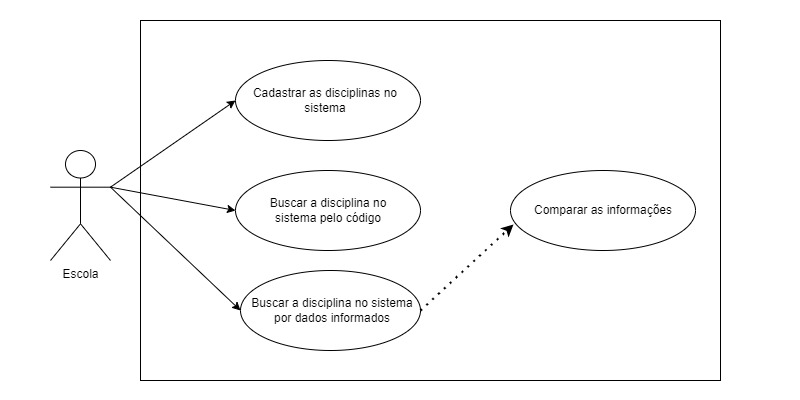 Cadastrar as disciplinas no
sistema
Buscar a disciplina no
sistema pelo código
Comparar as informações
Escola
Buscar a disciplina no sistema
por dados informados